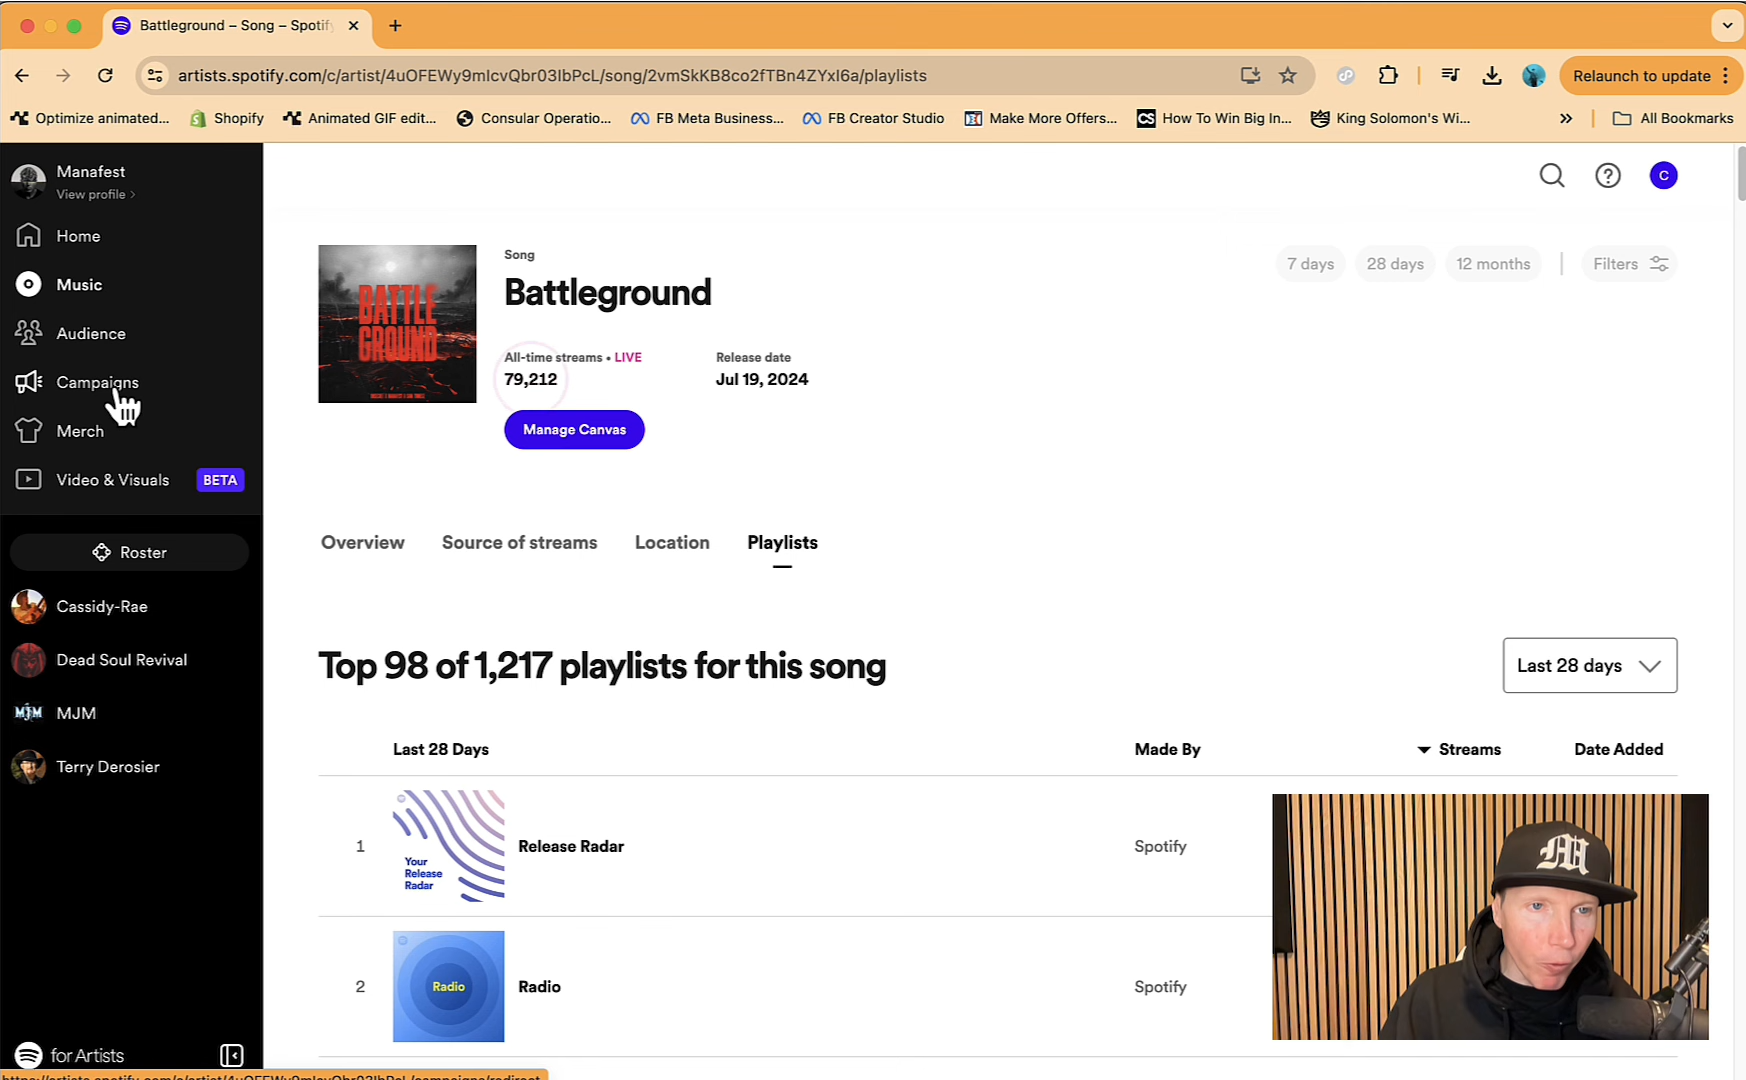 Battleground – Song – Spotify
artists.spotify.com/c/artist/4uOFEWy9mIcvQbr03IbPcL/song/2vmSkKB8co2fTBn4ZYxI6a/playlists
Relaunch to update
Optimize animated...
Shopify
Animated GIF edit...
Consular Operatio...
FB Meta Business...
FB Creator Studio
Make More Offers...
CS
How To Win Big In...
King Solomon's Wi...
All Bookmarks
Manafest
View profile
Home
Music
Audience
Campaigns
Merch
Video & Visuals
BETA
Roster
Cassidy-Rae
Dead Soul Revival
MJM
MJM
Terry Derosier
for Artists
C
BATTLE
GROUND
Song
Battleground
All-time streams • LIVE
79,212
Release date
Jul 19, 2024
Manage Canvas
7 days
28 days
12 months
Filters
Overview
Source of streams
Location
Playlists
Top 98 of 1,217 playlists for this song
Last 28 days
Last 28 Days
Made By
Streams
Date Added
1
Your
Release
Radar
Release Radar
Spotify
2
Radio
Radio
Spotify